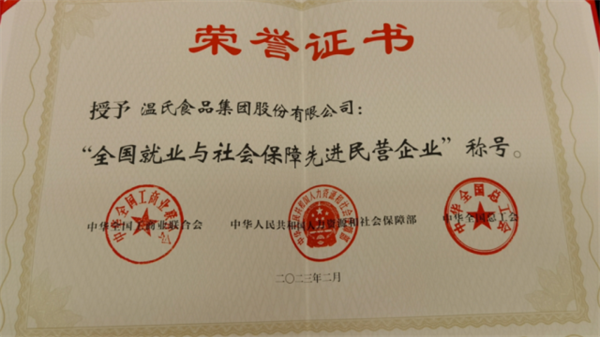 荣誉证书
授予 温氏食品集团股份有限公司：
“全国就业与社会保障先进民营企业”称号。
中华全国工商业联合会 中华人民共和国人力资源和社会保障部 中华全国总工会
二〇二三年二月